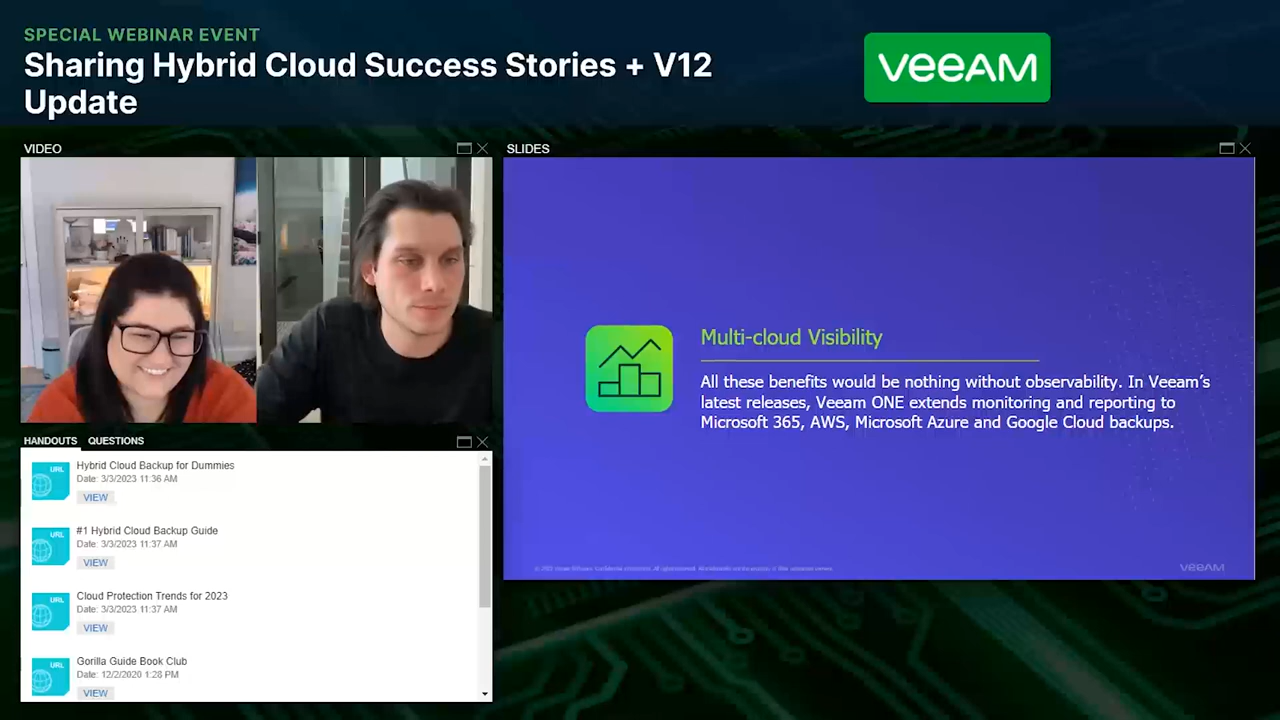 SPECIAL WEBINAR EVENT
Sharing Hybrid Cloud Success Stories + V12
Update
veeAM
VIDEO
SLIDES
Multi-cloud Visibility
All these benefits would be nothing without observability. In Veeam's
latest releases, Veeam ONE extends monitoring and reporting to
Microsoft 365, AWS, Microsoft Azure and Google Cloud backups.
veeAM
HANDOUTS QUESTIONS
URL
Hybrid Cloud Backup for Dummies
Date: 3/3/2023 11:36 AM
VIEW
URL
#1 Hybrid Cloud Backup Guide
Date: 3/3/2023 11:37 AM
VIEW
URL
Cloud Protection Trends for 2023
Date: 3/3/2023 11:37 AM
VIEW
URL
Gorilla Guide Book Club
Date: 12/2/2020 1:28 PM
VIEW